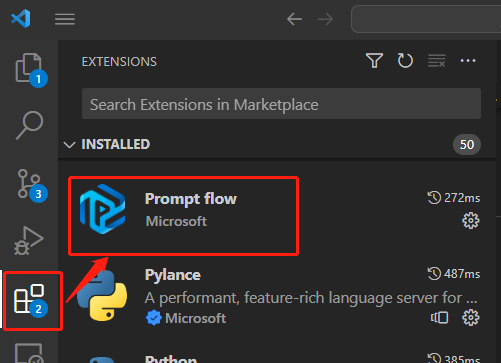 EXTENSIONS
Search Extensions in Marketplace
INSTALLED 50
Prompt flow 272ms
Microsoft
Pylance 487ms
A performant, feature-rich language server for ...
Microsoft
Python 385ms
1
3
2